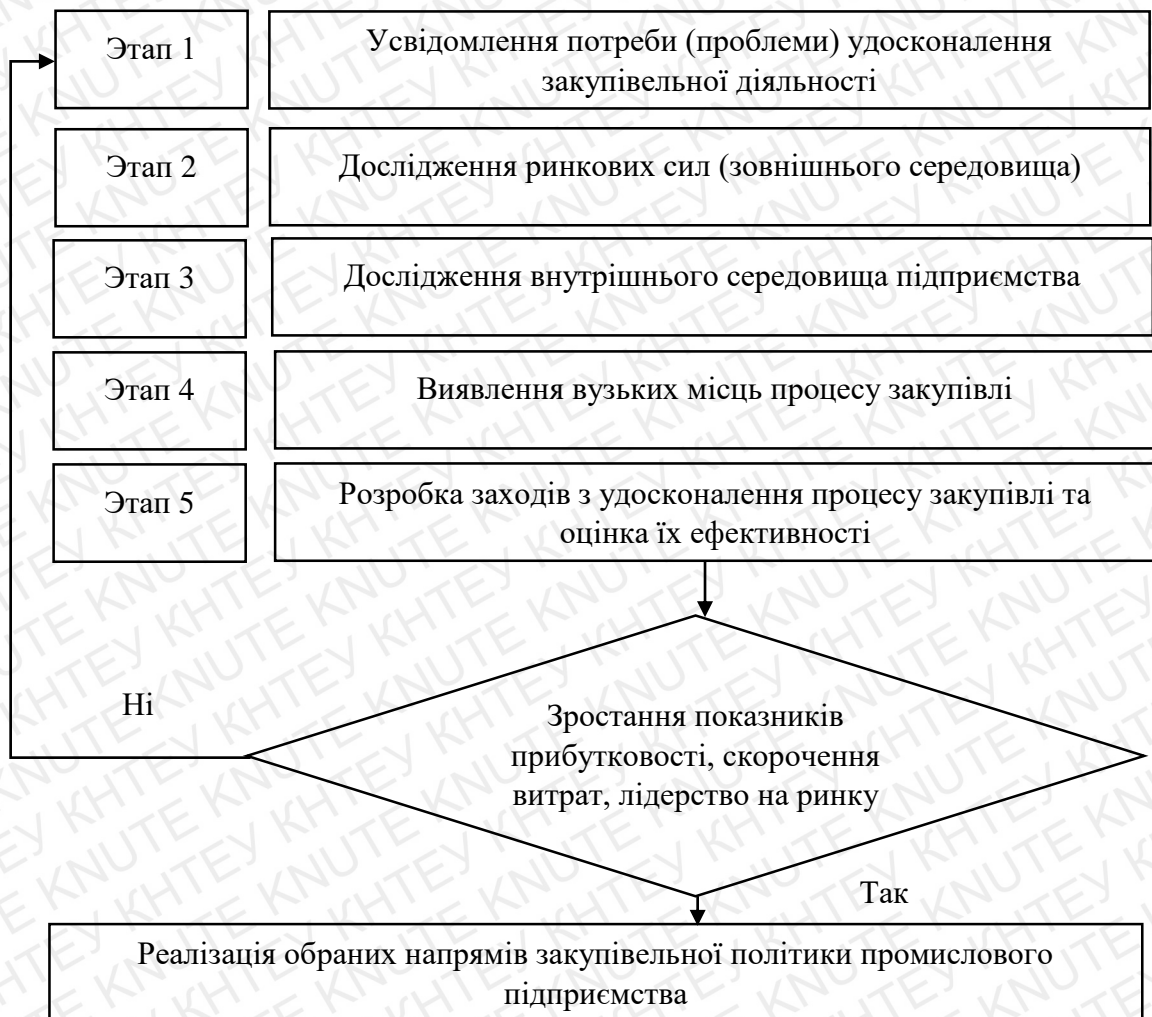 Этап 1
Усвідомлення потреби (проблеми) удосконалення
закупівельної діяльності
Этап 2
Дослідження ринкових сил (зовнішнього середовища)
Этап 3
Дослідження внутрішнього середовища підприємства
Этап 4
Виявлення вузьких місць процесу закупівлі
Этап 5
Розробка заходів з удосконалення процесу закупівлі та
оцінка їх ефективності
Ні
Зростання показників
прибутковості, скорочення
витрат, лідерство на ринку
Так
Реалізація обраних напрямів закупівельної політики промислового
підприємства